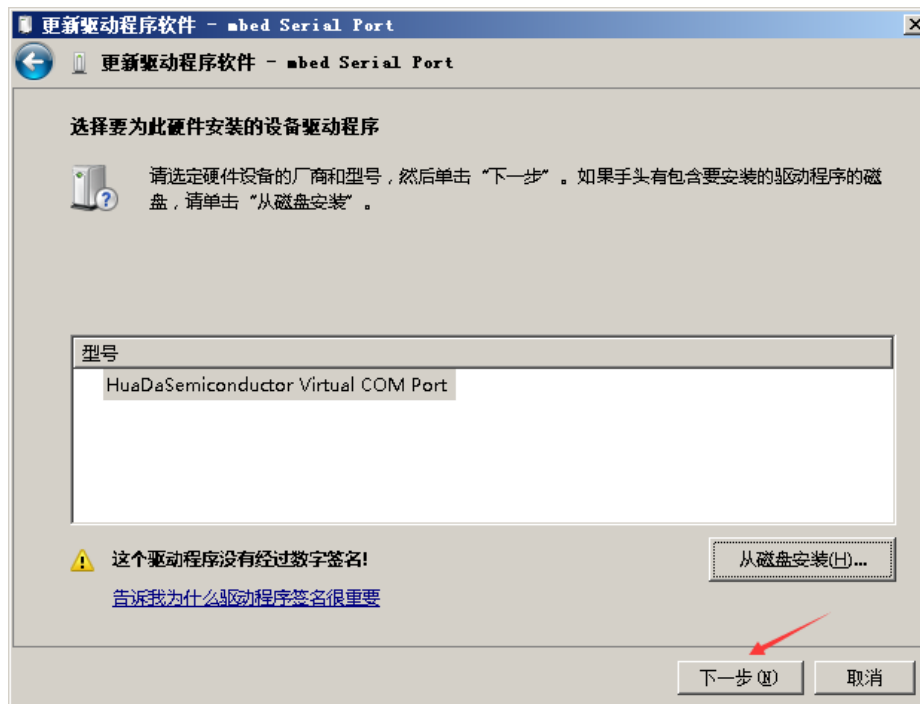 更新驱动程序软件 - mbed Serial Port
更新驱动程序软件 - mbed Serial Port
选择要为此硬件安装的设备驱动程序
请选定硬件设备的厂商和型号，然后单击“下一步”。如果手头有包含要安装的驱动程序的磁
盘，请单击“从磁盘安装”。
型号
HuaDaSemiconductor Virtual COM Port
这个驱动程序没有经过数字签名!
从磁盘安装(H)...
告诉我为什么驱动程序签名很重要
下一步(N)
取消